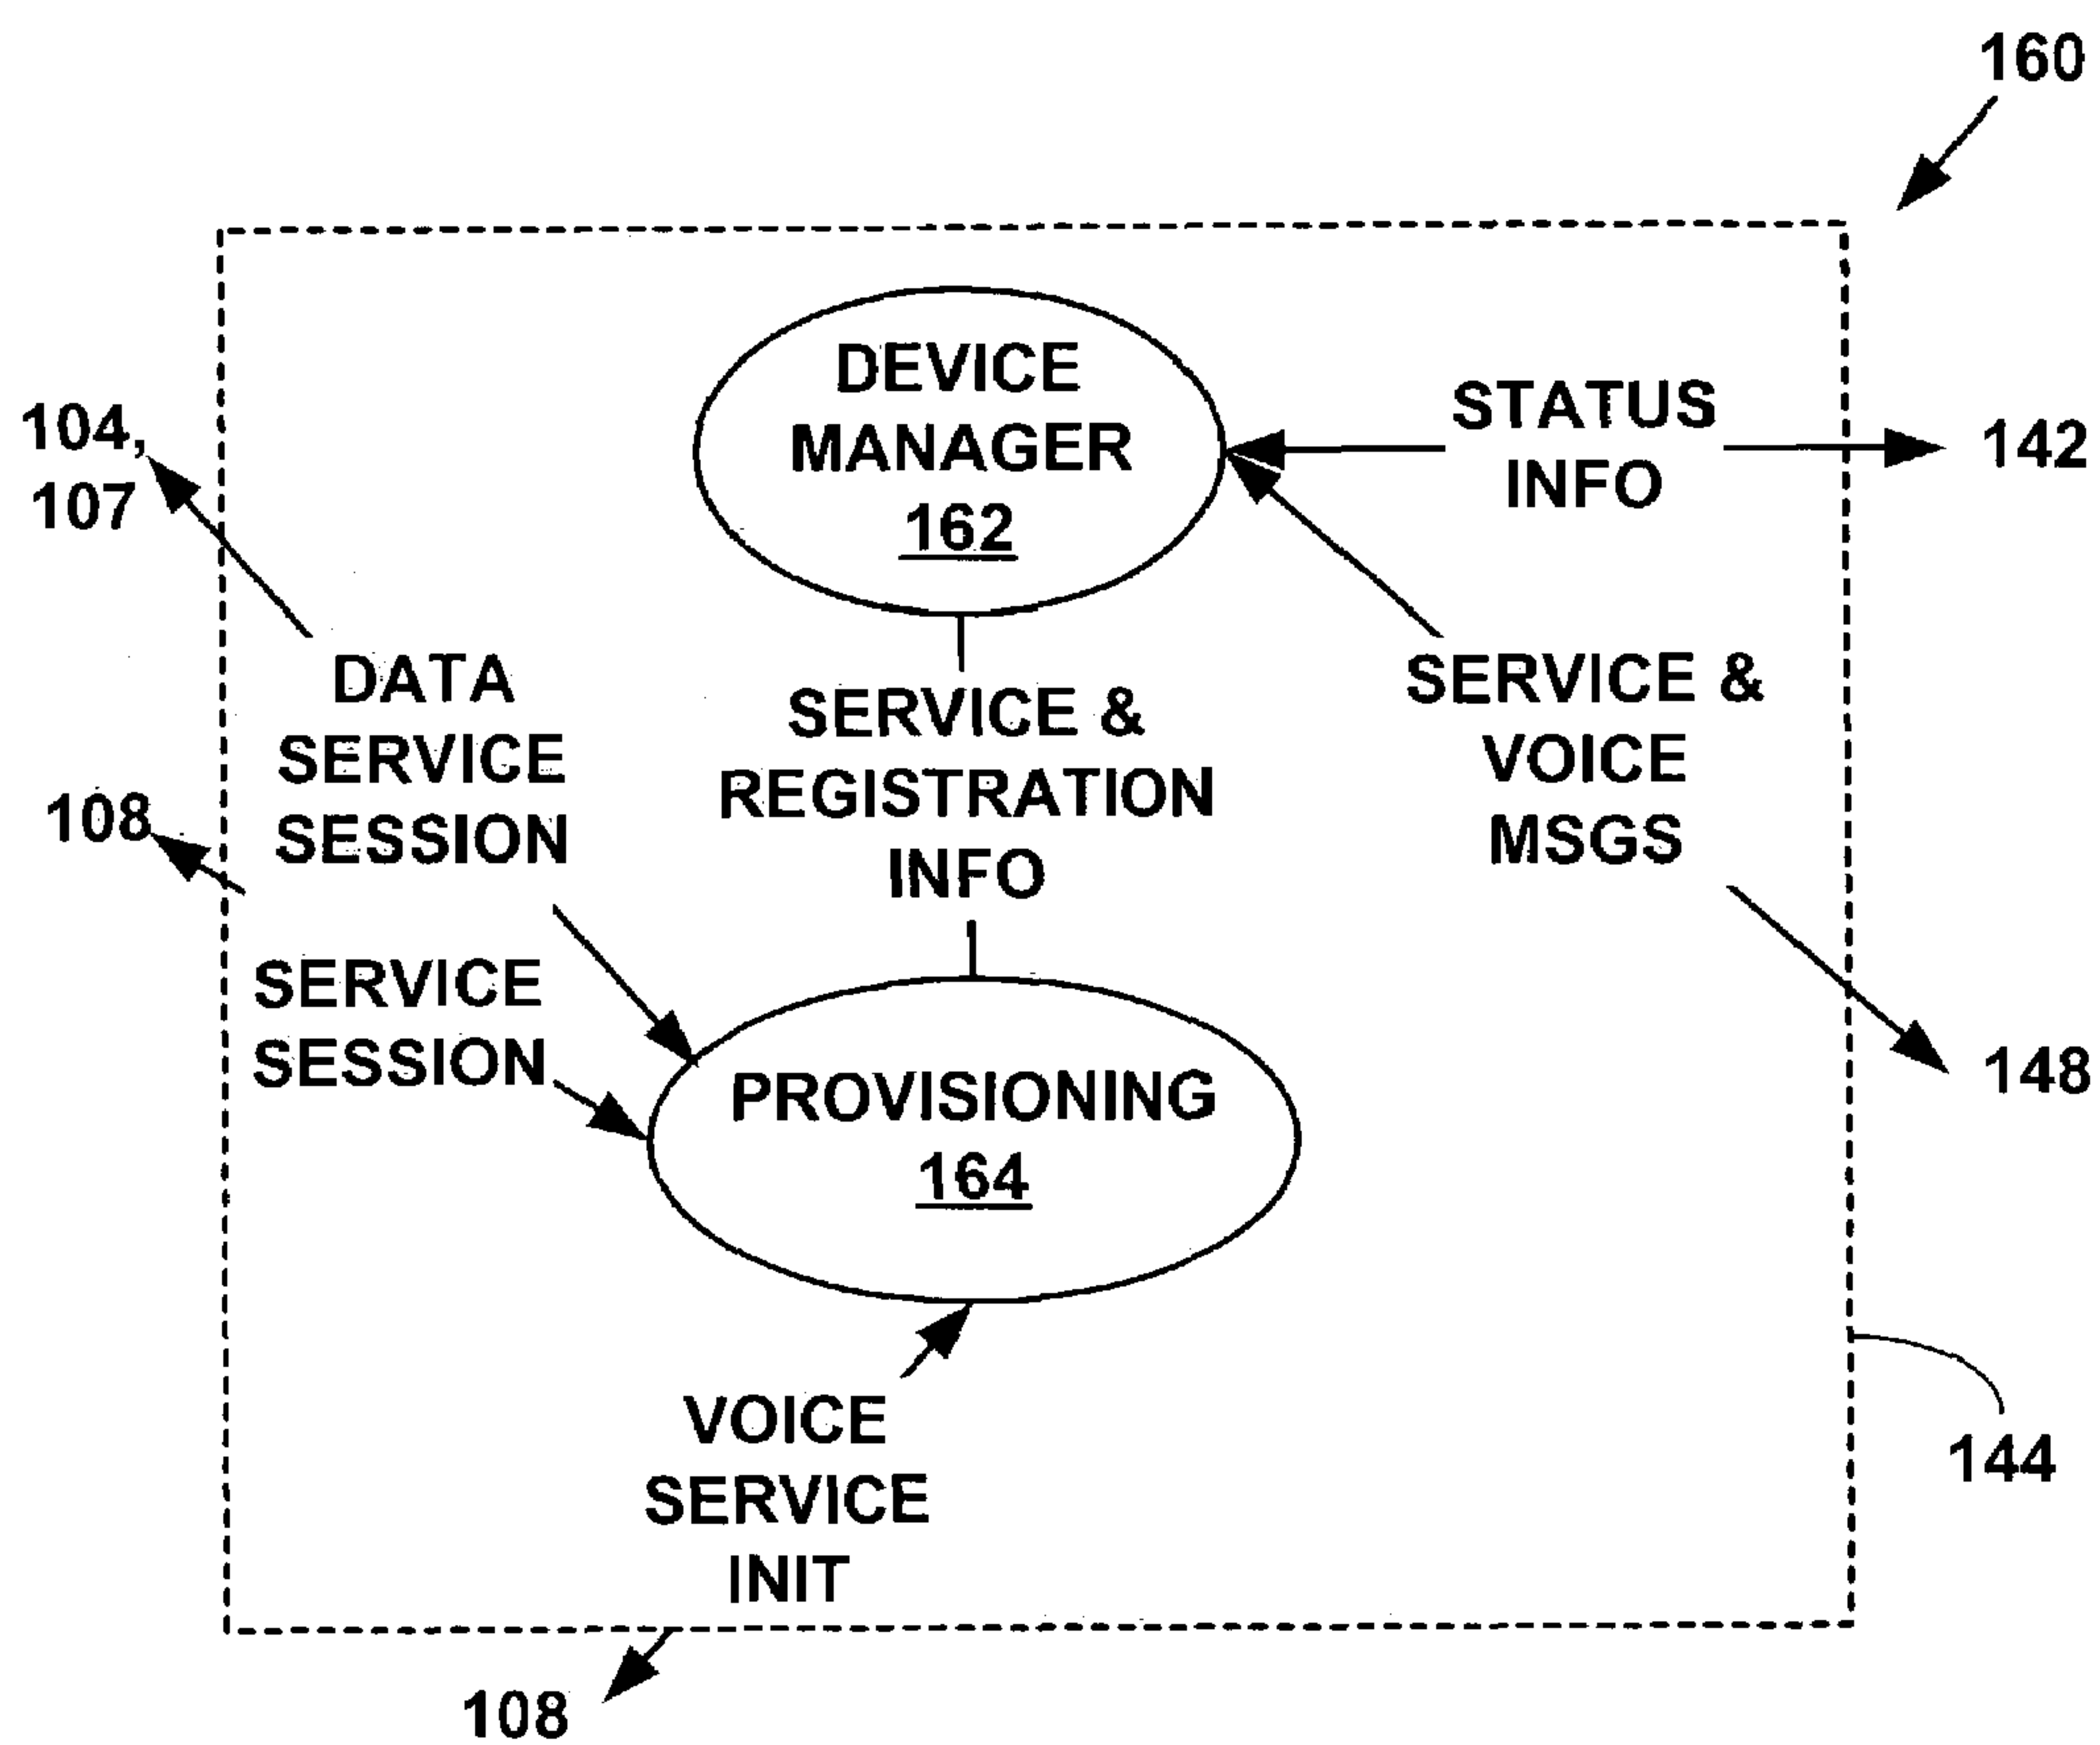 160
DEVICE
MANAGER
162
STATUS
INFO
142
104,
107
DATA
SERVICE
SESSION
SERVICE &
REGISTRATION
INFO
SERVICE &
VOICE
MSGS
108
SERVICE
SESSION
PROVISIONING
164
148
VOICE
SERVICE
INIT
144
108